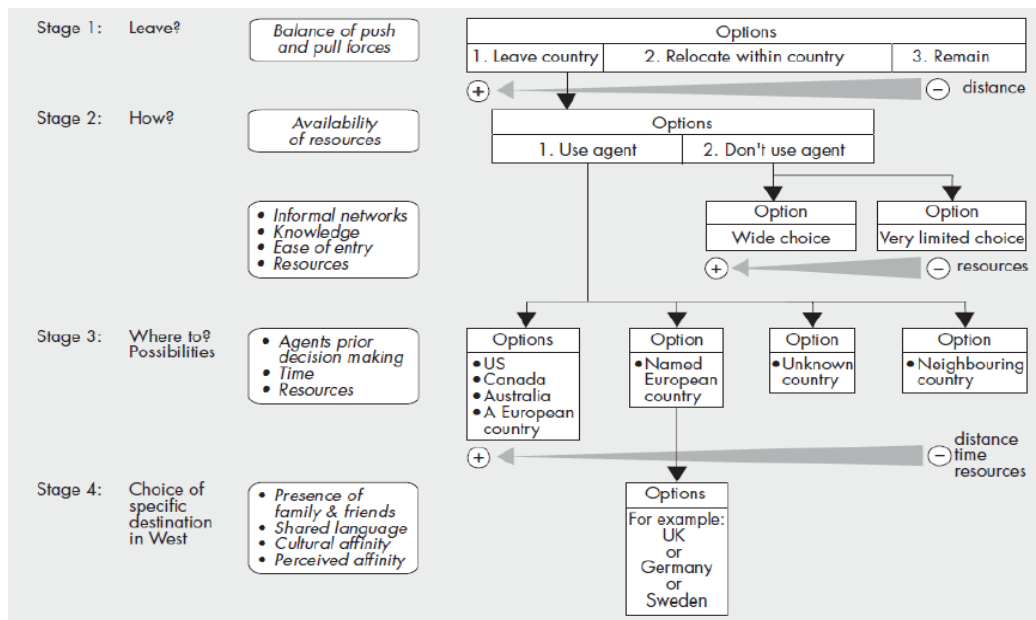 Stage 1:
Leave?
Balance of push
and pull forces
Options
1. Leave country
2. Relocate within country
3. Remain
+
−
distance
Stage 2:
How?
Availability
of resources
Options
1. Use agent
2. Don't use agent
• Informal networks
• Knowledge
• Ease of entry
• Resources
Option
Wide choice
Option
Very limited choice
+
−
resources
Stage 3:
Where to?
Possibilities
• Agents prior
decision making
• Time
• Resources
Options
• US
• Canada
• Australia
• A European
country
Option
• Named
European
country
Option
• Unknown
country
Option
• Neighbouring
country
+
−
distance
time
resources
Stage 4:
Choice of
specific
destination
in West
• Presence of
family & friends
• Shared language
• Cultural affinity
• Perceived affinity
Options
For example:
UK
or
Germany
or
Sweden